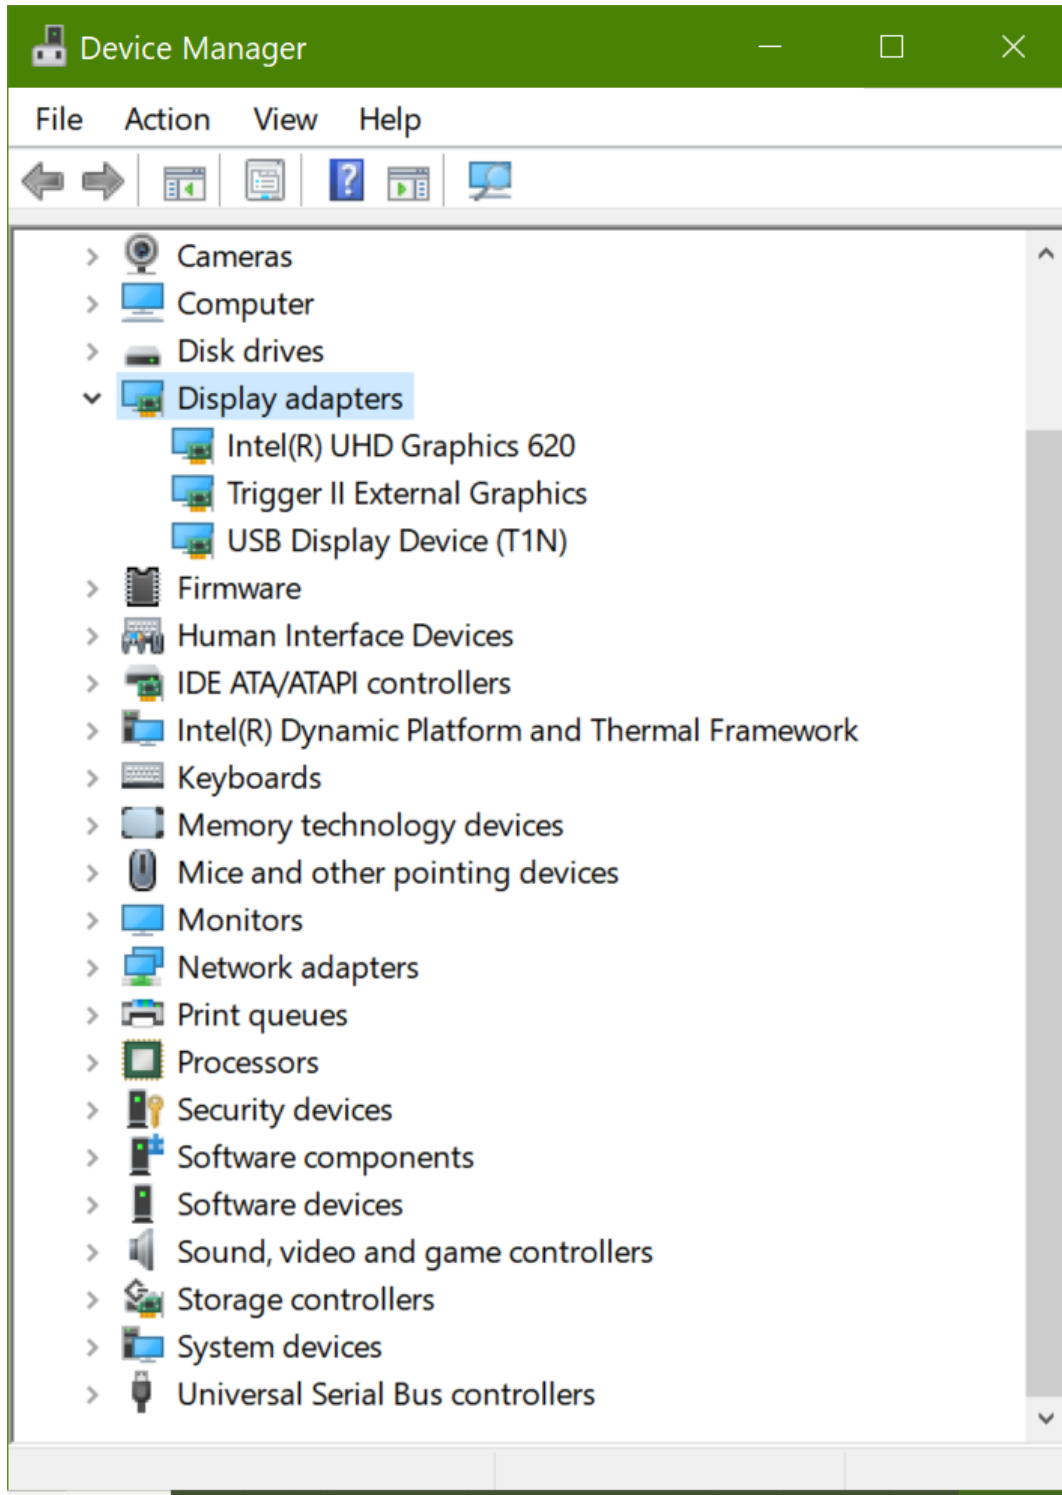 Device Manager
File Action View Help
Cameras
Computer
Disk drives
Display adapters
Intel(R) UHD Graphics 620
Trigger II External Graphics
USB Display Device (T1N)
Firmware
Human Interface Devices
IDE ATA/ATAPI controllers
Intel(R) Dynamic Platform and Thermal Framework
Keyboards
Memory technology devices
Mice and other pointing devices
Monitors
Network adapters
Print queues
Processors
Security devices
Software components
Software devices
Sound, video and game controllers
Storage controllers
System devices
Universal Serial Bus controllers